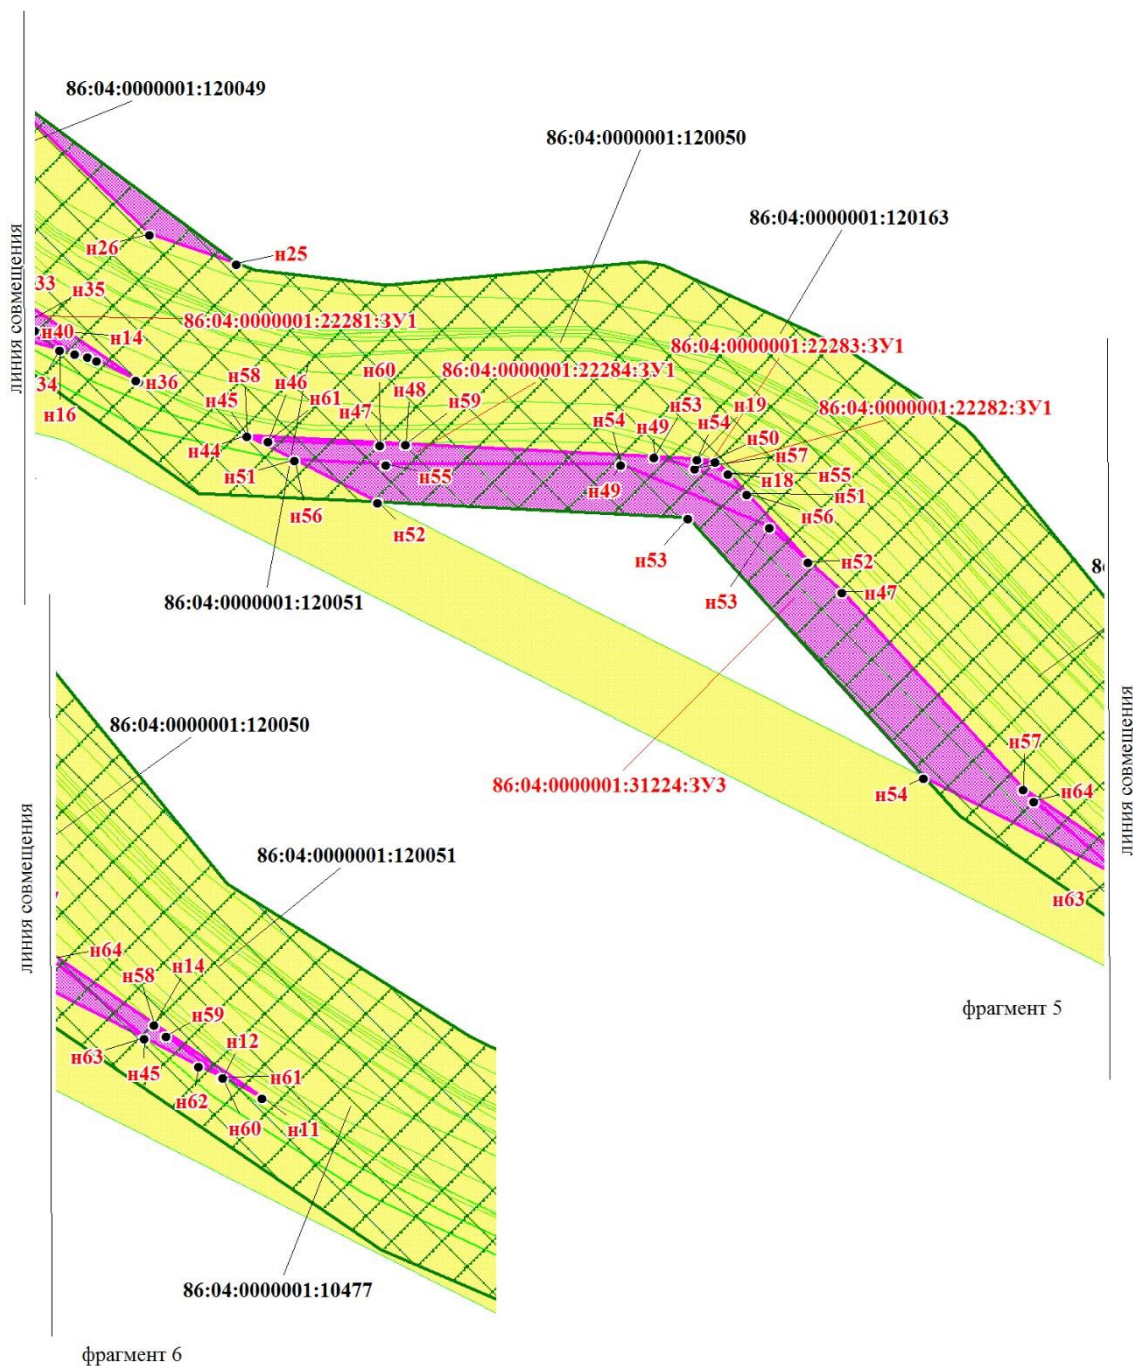 86:04:0000001:120049
86:04:0000001:120050
86:04:0000001:120163
линия совмещения
н26
н25
33
н35
86:04:0000001:22281:ЗУ1
н40
н14
86:04:0000001:22283:ЗУ1
34
н36
н16
н58
н46
н60
н48
86:04:0000001:22284:ЗУ1
н45
н61
н47
н59
н53
н19
86:04:0000001:22282:ЗУ1
н44
н54
н49
н54
н50
н57
н51
н55
н49
н18
н55
н51
н56
н52
н56
н53
н53
н52
н47
86:04:0000001:120051
86:04:0000001:31224:ЗУ3
н54
н57
н64
н63
линия совмещения
фрагмент 5
линия совмещения
86:04:0000001:120050
86:04:0000001:120051
н64
н58
н14
н59
н12
н63
н45
н61
н62
н60
н11
86:04:0000001:10477
фрагмент 6